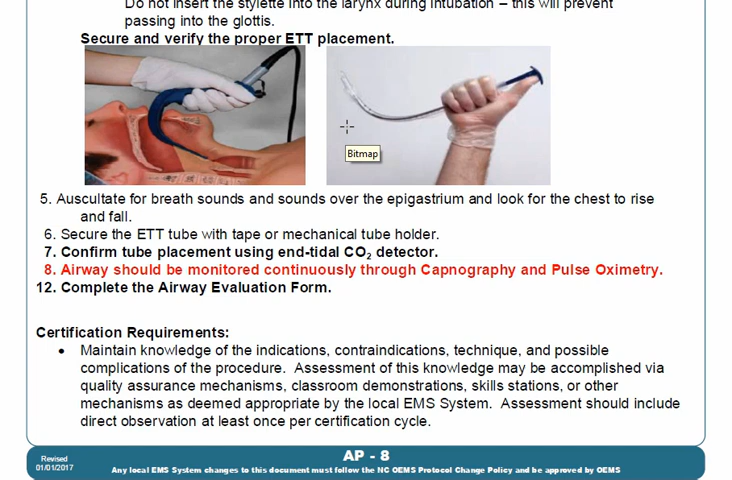 Do not insert the stylette into the larynx during intubation – this will prevent
passing into the glottis.
Secure and verify the proper ETT placement.
Bitmap
5. Auscultate for breath sounds and sounds over the epigastrium and look for the chest to rise
and fall.
6. Secure the ETT tube with tape or mechanical tube holder.
7. Confirm tube placement using end-tidal CO₂ detector.
8. Airway should be monitored continuously through Capnography and Pulse Oximetry.
12. Complete the Airway Evaluation Form.
Certification Requirements:
• Maintain knowledge of the indications, contraindications, technique, and possible
complications of the procedure. Assessment of this knowledge may be accomplished via
quality assurance mechanisms, classroom demonstrations, skills stations, or other
mechanisms as deemed appropriate by the local EMS System. Assessment should include
direct observation at least once per certification cycle.
Revised
01/01/2017
AP - 8
Any local EMS System changes to this document must follow the NC OEMS Protocol Change Policy and be approved by OEMS